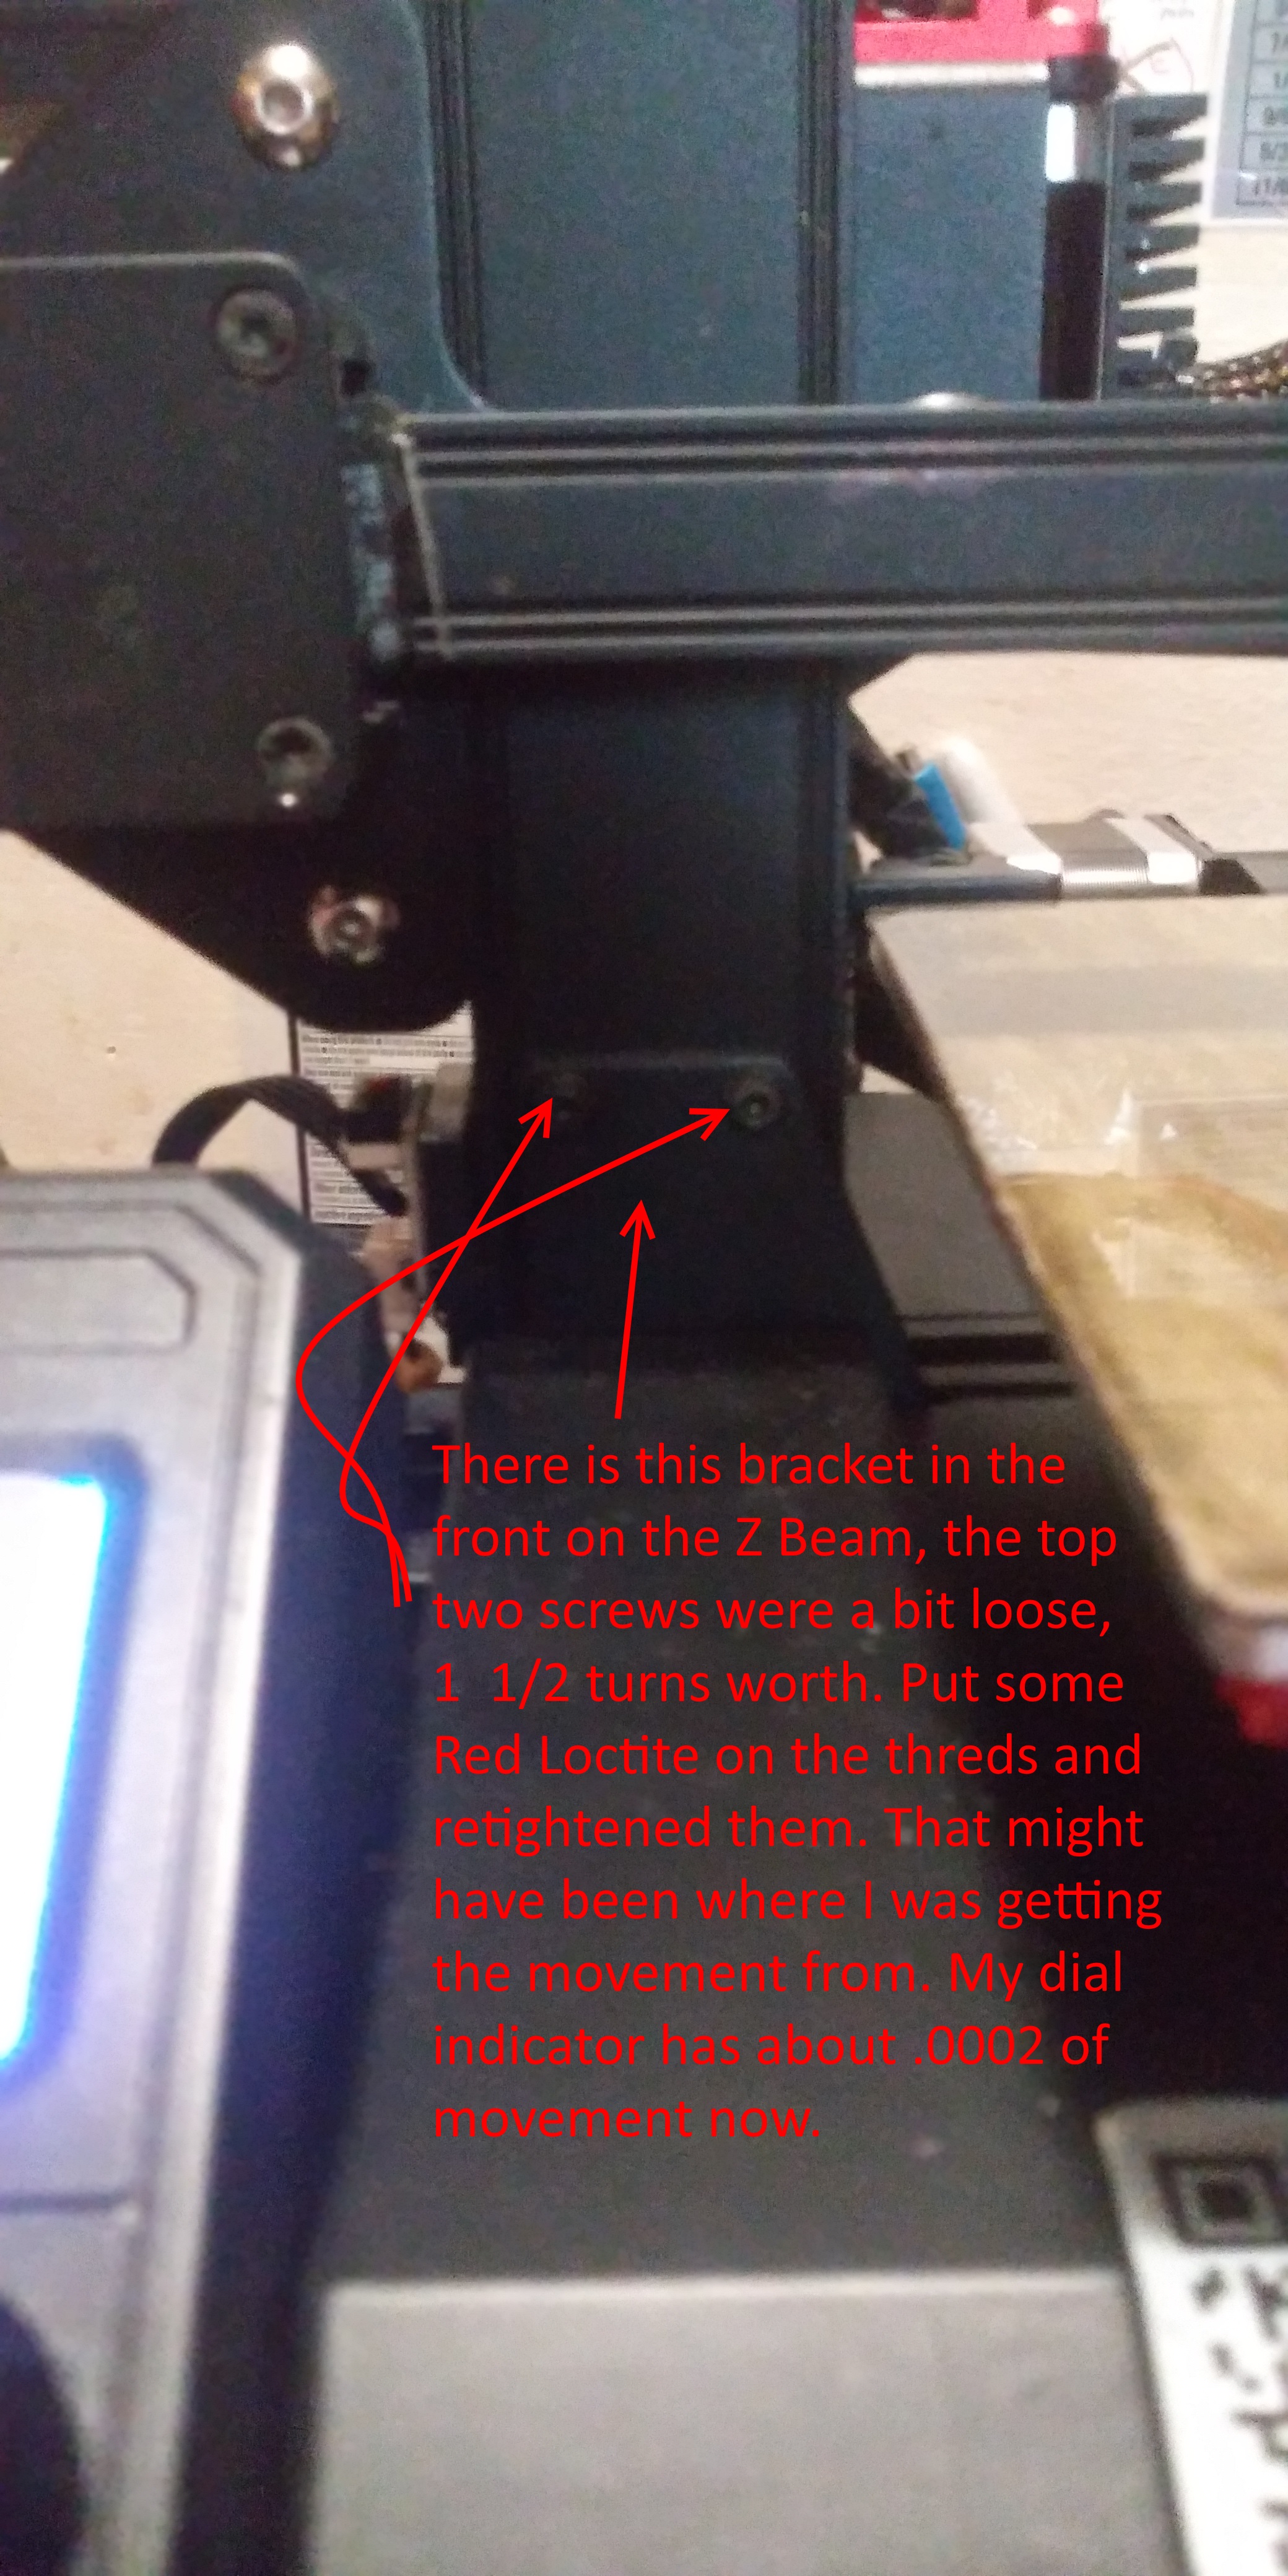 There is this bracket in the
front on the Z Beam, the top
two screws were a bit loose,
1  1/2 turns worth. Put some
Red Loctite on the threds and
retightened them. That might
have been where I was getting
the movement from. My dial
indicator has about .0002 of
movement now.